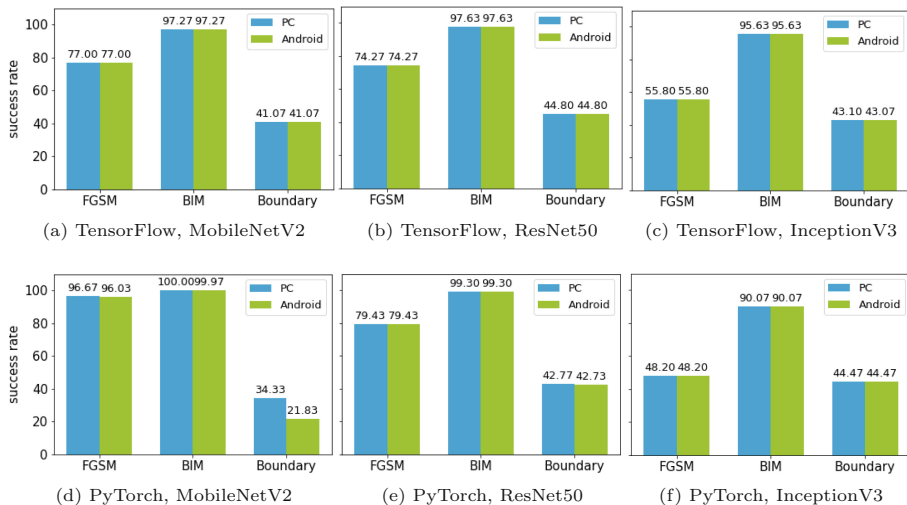 97.27 97.27
PC
Android
77.00 77.00
41.07 41.07
success rate
100
80
60
40
20
0
FGSM BIM Boundary
(a) TensorFlow, MobileNetV2
97.63 97.63
PC
Android
74.27 74.27
44.80 44.80
FGSM BIM Boundary
(b) TensorFlow, ResNet50
95.63 95.63
PC
Android
55.80 55.80
43.10 43.07
FGSM BIM Boundary
(c) TensorFlow, InceptionV3
96.67 96.03
100.00 99.97
PC
Android
34.33
21.83
success rate
100
80
60
40
20
0
FGSM BIM Boundary
(d) PyTorch, MobileNetV2
99.30 99.30
PC
Android
79.43 79.43
42.77 42.73
FGSM BIM Boundary
(e) PyTorch, ResNet50
90.07 90.07
PC
Android
48.20 48.20
44.47 44.47
FGSM BIM Boundary
(f) PyTorch, InceptionV3